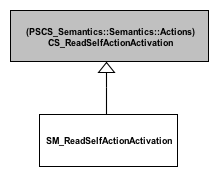 (PSCS_Semantics::Semantics::Actions)
CS_ReadSelfActionActivation
SM_ReadSelfActionActivation